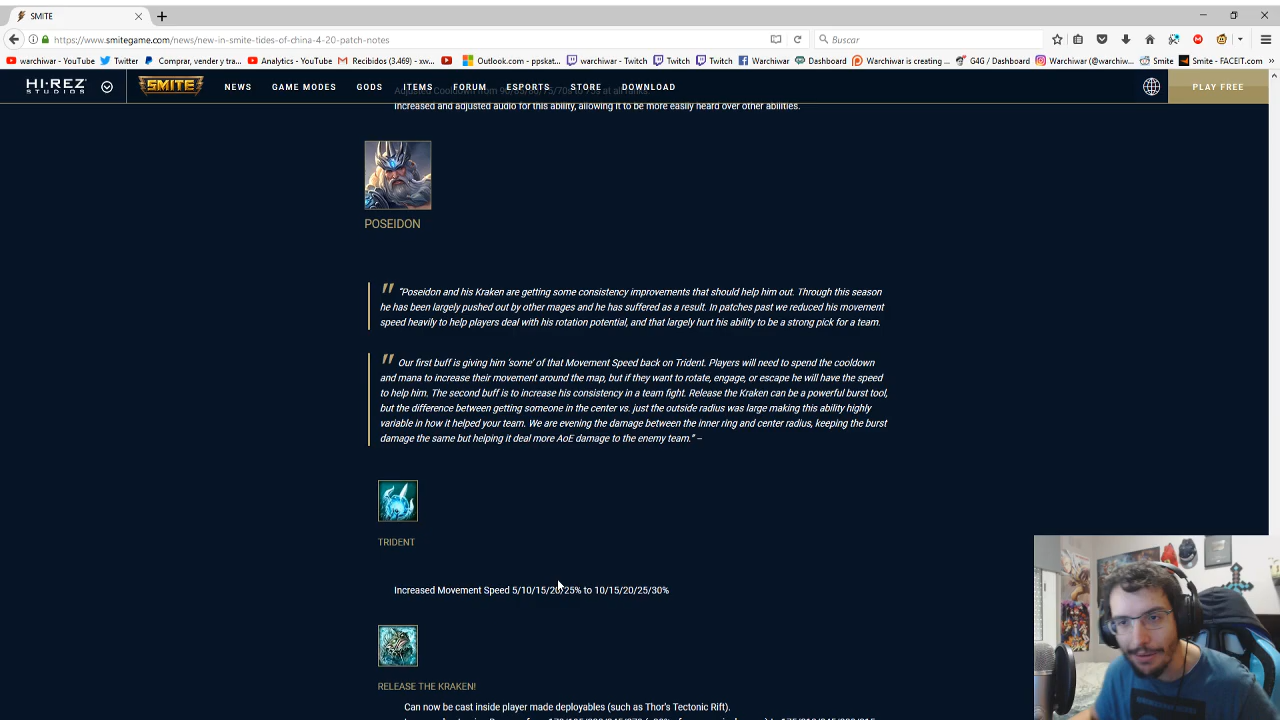 SMITE
https://www.smitegame.com/news/new-in-smite-tides-of-china-4-20-patch-notes
Buscar
warchiwar - YouTube Twitter Comprar, vender y tra... Analytics - YouTube Recibidos (3.469) - xw... Outlook.com - ppskat... warchiwar - Twitch Twitch Twitch Warchiwar Dashboard Warchiwar is creating ... G4G / Dashboard Warchiwar (@warchiw... Smite Smite - FACEIT.com
HI·REZ STUDIOS SMITE NEWS GAME MODES GODS ITEMS FORUM ESPORTS STORE DOWNLOAD PLAY FREE
Increased and adjusted audio for this ability, allowing it to be more easily heard over other abilities.
POSEIDON
" "Poseidon and his Kraken are getting some consistency improvements that should help him out. Through this season
he has been largely pushed out by other mages and he has suffered as a result. In patches past we reduced his movement
speed heavily to help players deal with his rotation potential, and that largely hurt his ability to be a strong pick for a team.
" Our first buff is giving him 'some' of that Movement Speed back on Trident. Players will need to spend the cooldown
and mana to increase their movement around the map, but if they want to rotate, engage, or escape he will have the speed
to help him. The second buff is to increase his consistency in a team fight. Release the Kraken can be a powerful burst tool,
but the difference between getting someone in the center vs. just the outside radius was large making this ability highly
variable in how it helped your team. We are evening the damage between the inner ring and center radius, keeping the burst
damage the same but helping it deal more AoE damage to the enemy team." –
TRIDENT
Increased Movement Speed 5/10/15/20/25% to 10/15/20/25/30%
RELEASE THE KRAKEN!
Can now be cast inside player made deployables (such as Thor's Tectonic Rift).